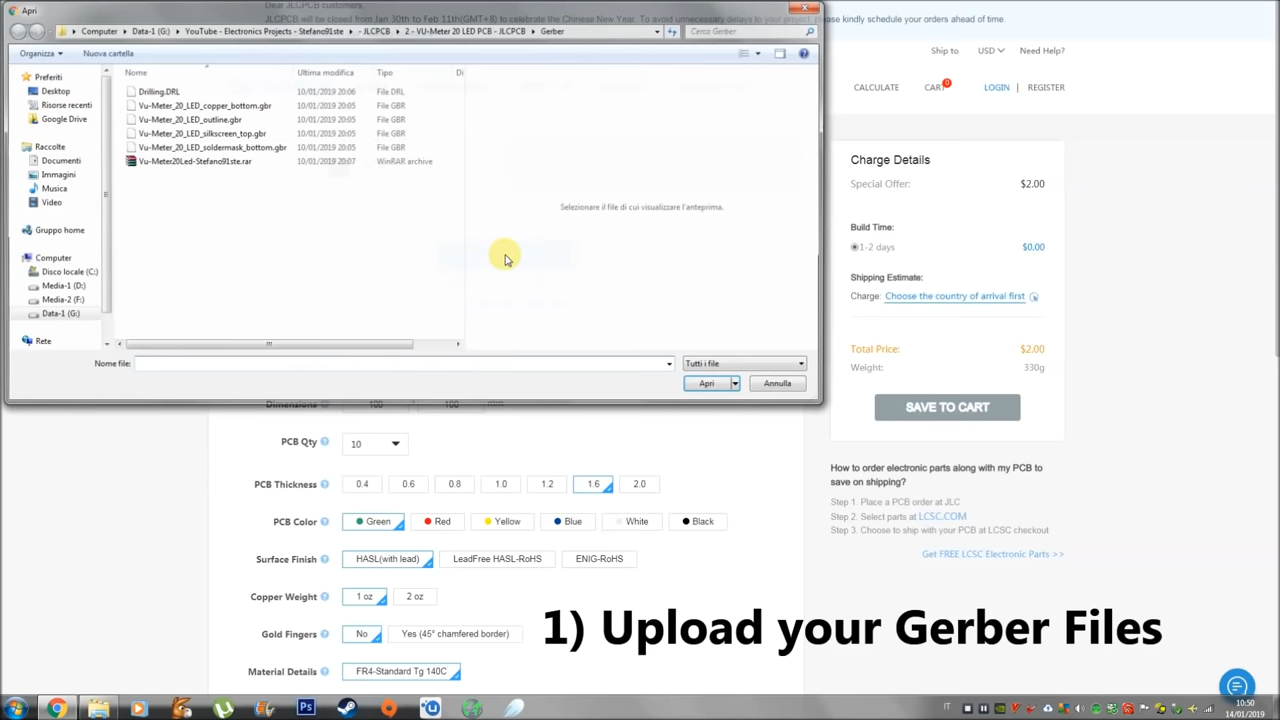 Apri
Dear JLCPCB customers,
JLCPCB will be closed from Jan 30th to Feb 11th(GMT+8) to celebrate the Chinese New Year. To avoid unnecessary delays to your project, please kindly schedule your orders ahead of time.
Computer Data-1 (G:) YouTube - Electronics Projects - Stefano91ste - JLCPCB 2 - VU-Meter 20 LED PCB - JLCPCB Gerber
Cerca Gerber
Organizza Nuova cartella
Ship to USD Need Help?
CALCULATE CART 0 LOGIN | REGISTER
Preferiti
Desktop
Risorse recenti
Google Drive
Raccolte
Documenti
Immagini
Musica
Video
Gruppo home
Computer
Disco locale (C:)
Media-1 (D:)
Media-2 (F:)
Data-1 (G:)
Rete
Nome Ultima modifica Tipo Di
Drilling.DRL 10/01/2019 20:06 File DRL
Vu-Meter_20_LED_copper_bottom.gbr 10/01/2019 20:05 File GBR
Vu-Meter_20_LED_outline.gbr 10/01/2019 20:05 File GBR
Vu-Meter_20_LED_silkscreen_top.gbr 10/01/2019 20:05 File GBR
Vu-Meter_20_LED_soldermask_bottom.gbr 10/01/2019 20:05 File GBR
Vu-Meter20Led-Stefano91ste.rar 10/01/2019 20:07 WinRAR archive
Selezionare il file di cui visualizzare l'anteprima.
Nome file: Tutti i file
Apri Annulla
Charge Details
Special Offer: $2.00
Build Time:
1-2 days $0.00
Shipping Estimate:
Charge: Choose the country of arrival first
Total Price: $2.00
Weight: 330g
SAVE TO CART
How to order electronic parts along with my PCB to
save on shipping?
Step 1. Place a PCB order at JLC
Step 2. Select parts at LCSC.COM
Step 3. Choose to ship with your PCB at LCSC checkout
Get FREE LCSC Electronic Parts >>
Dimensions 100 * 100 mm
PCB Qty 10
PCB Thickness 0.4 0.6 0.8 1.0 1.2 1.6 2.0
PCB Color Green Red Yellow Blue White Black
Surface Finish HASL(with lead) LeadFree HASL-RoHS ENIG-RoHS
Copper Weight 1 oz 2 oz
Gold Fingers No Yes (45° chamfered border)
Material Details FR4-Standard Tg 140C
1) Upload your Gerber Files
Ps
IT
10:50
14/01/2019